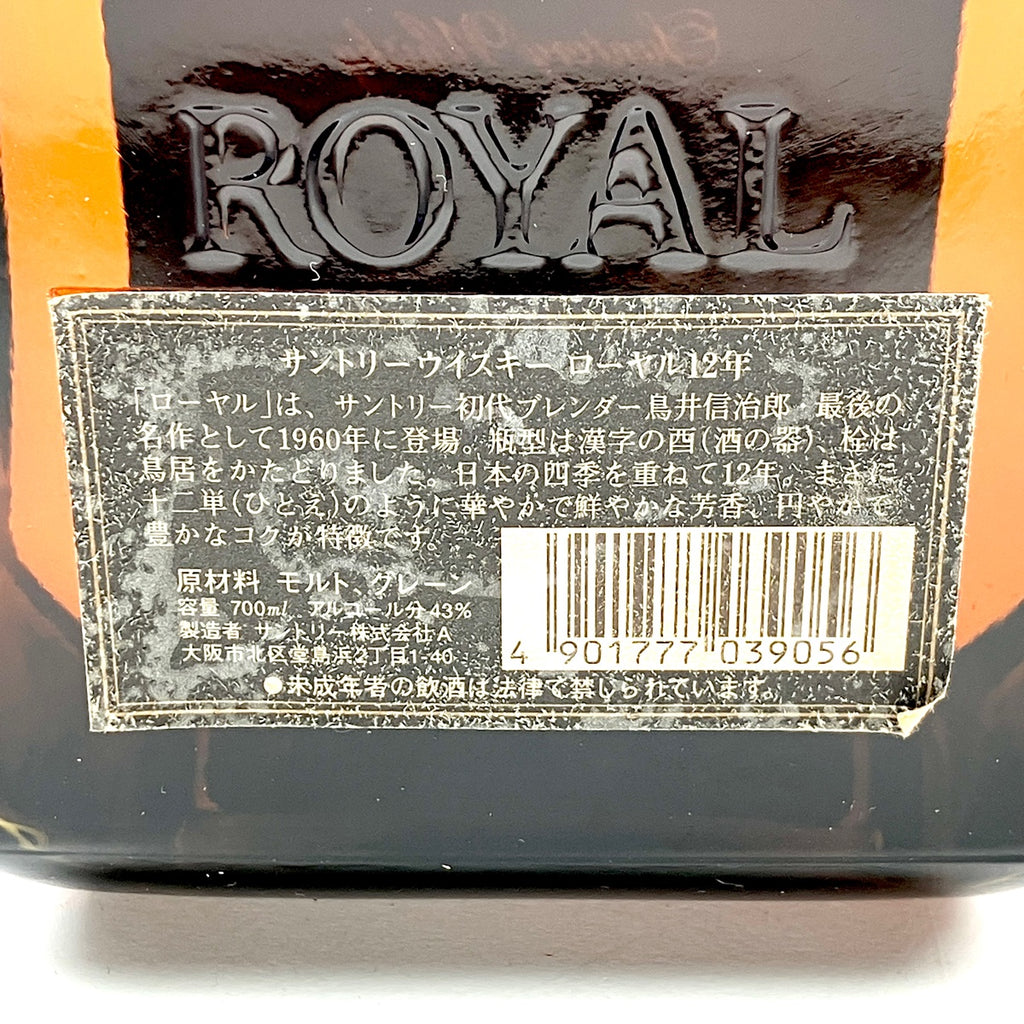 ROYAL
サントリーウイスキー ローヤル12年
「ローヤル」は、サントリー初代ブレンダー鳥井信治郎 最後の
名作として1960年に登場。瓶型は漢字の酉(酒の器)、栓は
鳥居をかたどりました。日本の四季を重ねて12年。まさに
十二単(ひとえ)のように華やかで鮮やかな芳香、円やかで
豊かなコクが特徴です。
原材料 モルト、グレーン
容量 700ml アルコール分 43%
製造者 サントリー株式会社A
大阪市北区堂島浜2丁目1-40
4 901777 039056
●未成年者の飲酒は法律で禁じられています。